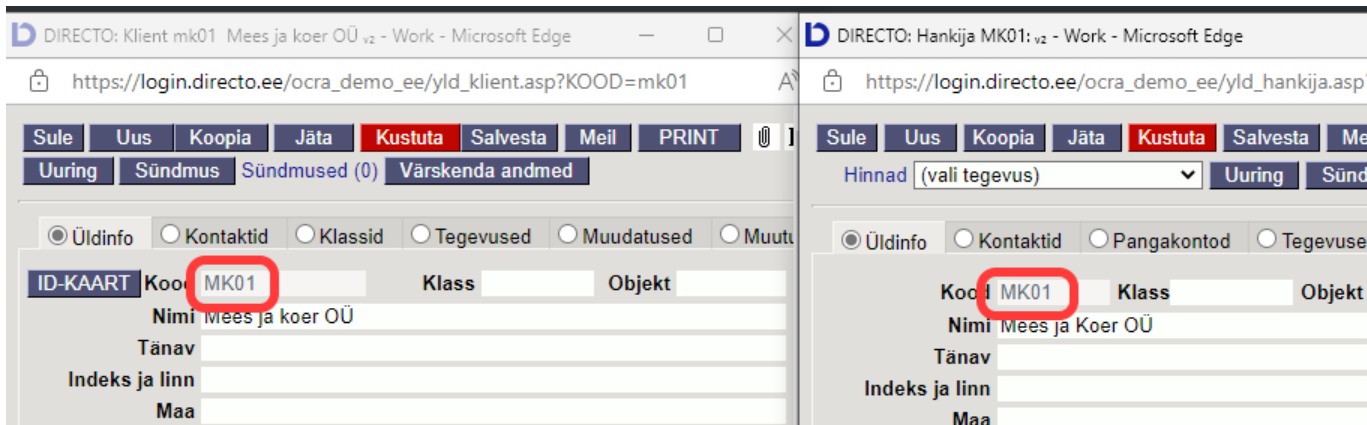 DIRECTO: Klient mk01 Mees ja koer OÜ v2 - Work - Microsoft Edge
https://login.directo.ee/ocra_demo_ee/yld_klient.asp?KOOD=mk01
Sule Uus Koopia Jäta Kustuta Salvesta Meil PRINT
Uuring Sündmus Sündmused (0) Värskenda andmed
Üldinfo Kontaktid Klassid Tegevused Muudatused Muutu
ID-KAART Kood MK01 Klass Objekt
Nimi Mees ja koer OÜ
Tänav
Indeks ja linn
Maa
DIRECTO: Hankija MK01: v2 - Work - Microsoft Edge
https://login.directo.ee/ocra_demo_ee/yld_hankija.asp?
Sule Uus Koopia Jäta Kustuta Salvesta Me
Hinnad (vali tegevus) Uuring Sünd
Üldinfo Kontaktid Pangakontod Tegevuse
Kood MK01 Klass Objekt
Nimi Mees ja Koer OÜ
Tänav
Indeks ja linn
Maa